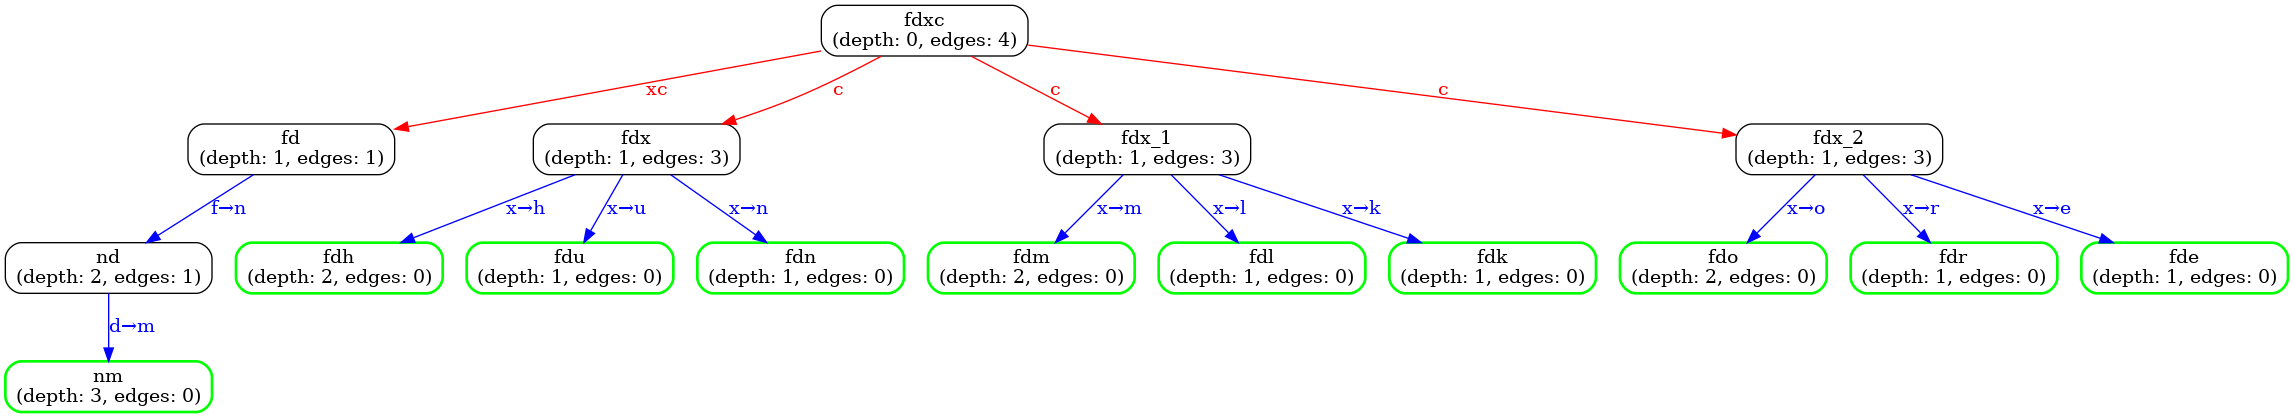 fdxc
(depth: 0, edges: 4)
xc
c
c
c
fd
(depth: 1, edges: 1)
fdx
(depth: 1, edges: 3)
fdx_1
(depth: 1, edges: 3)
fdx_2
(depth: 1, edges: 3)
f→n
x→h
x→u
x→n
x→m
x→l
x→k
x→o
x→r
x→e
nd
(depth: 2, edges: 1)
fdh
(depth: 2, edges: 0)
fdu
(depth: 1, edges: 0)
fdn
(depth: 1, edges: 0)
fdm
(depth: 2, edges: 0)
fdl
(depth: 1, edges: 0)
fdk
(depth: 1, edges: 0)
fdo
(depth: 2, edges: 0)
fdr
(depth: 1, edges: 0)
fde
(depth: 1, edges: 0)
d→m
nm
(depth: 3, edges: 0)